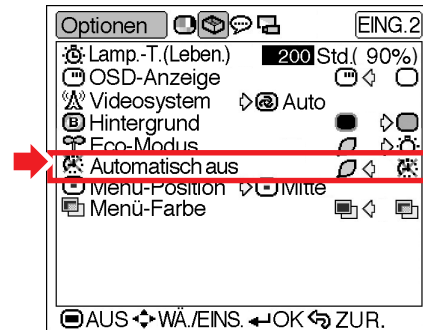 Optionen EING.2
Lamp.-T.(Leben.) 200 Std.( 90%)
OSD-Anzeige
Videosystem Auto
B Hintergrund
Eco-Modus
Automatisch aus
Menü-Position Mitte
Menü-Farbe
AUS WÄ./EINS. OK ZUR.